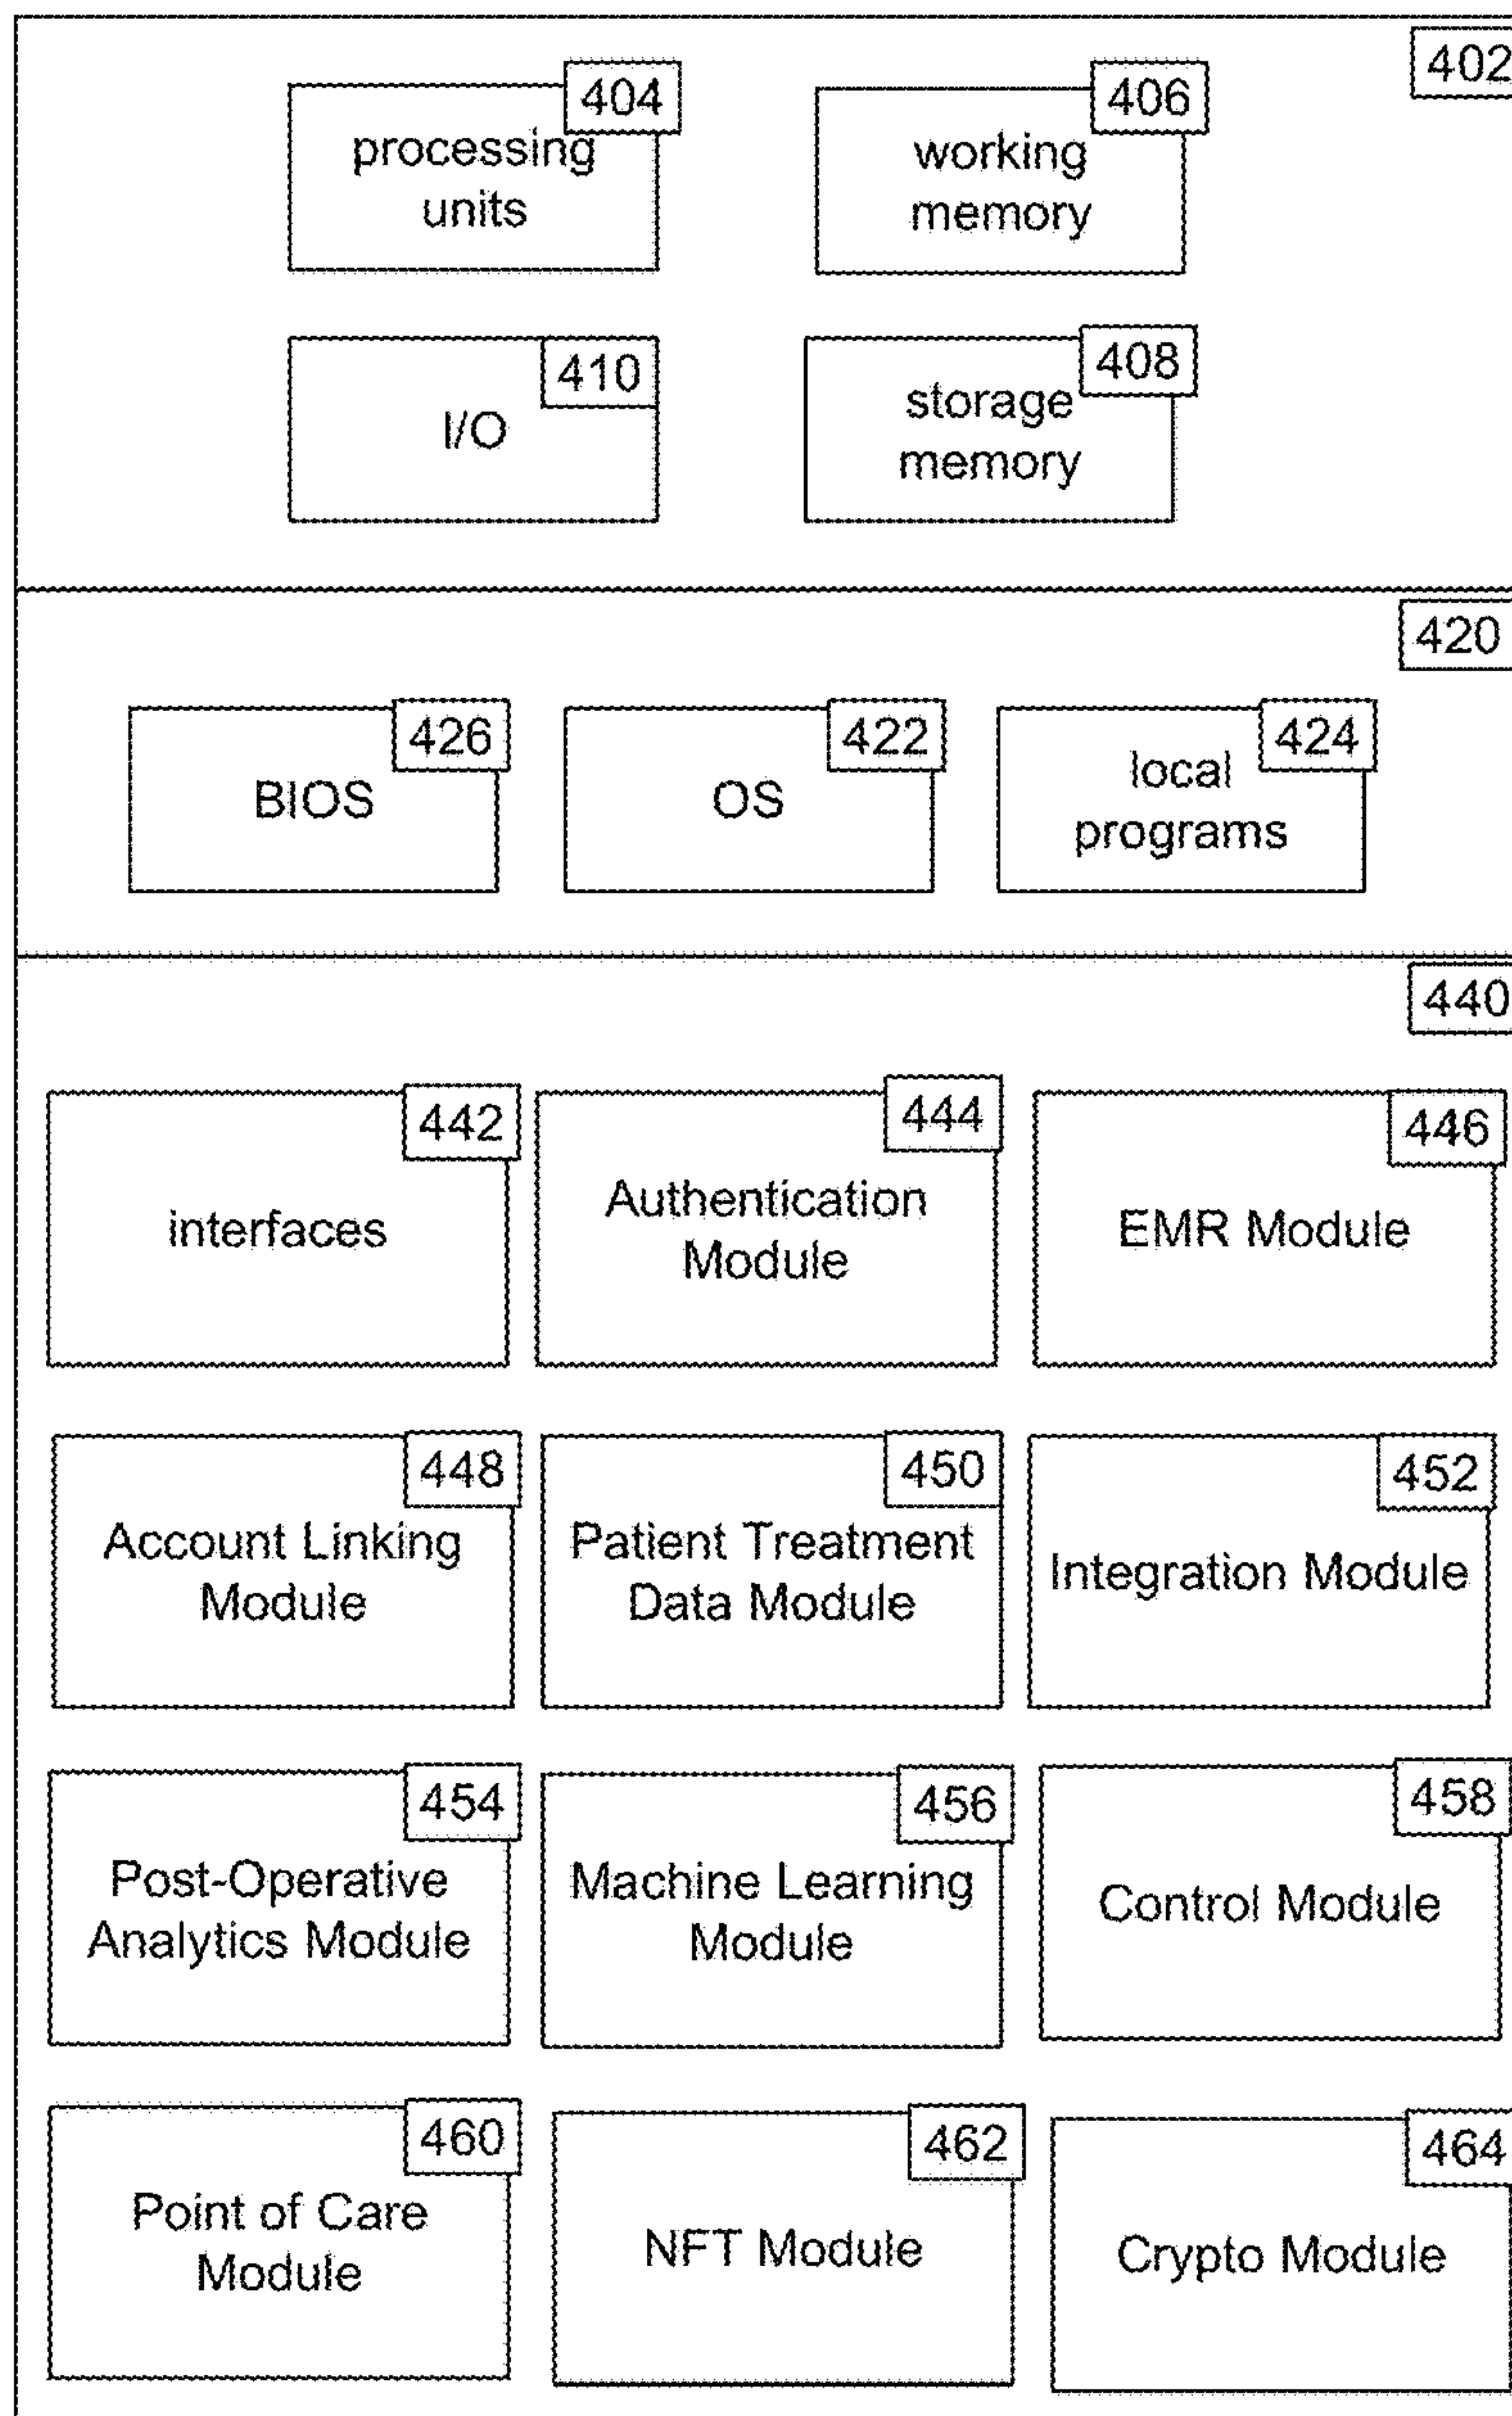 402
404
processing
units
406
working
memory
410
I/O
408
storage
memory
420
426
BIOS
422
OS
424
local
programs
440
442
interfaces
444
Authentication
Module
446
EMR Module
448
Account Linking
Module
450
Patient Treatment
Data Module
452
Integration Module
454
Post-Operative
Analytics Module
456
Machine Learning
Module
458
Control Module
460
Point of Care
Module
462
NFT Module
464
Crypto Module